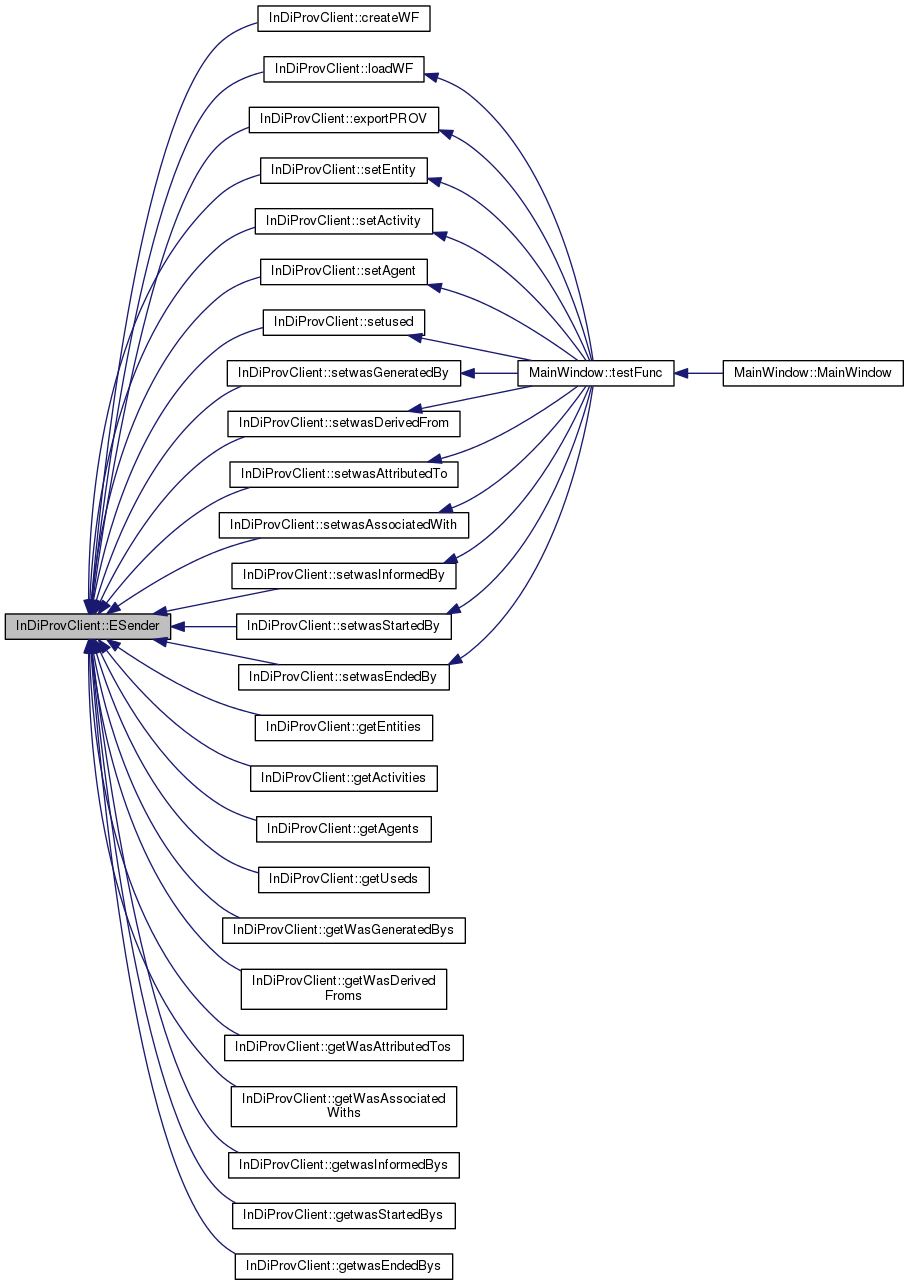 InDiProvClient::createWF
InDiProvClient::loadWF
InDiProvClient::exportPROV
InDiProvClient::setEntity
InDiProvClient::setActivity
InDiProvClient::setAgent
InDiProvClient::setused
InDiProvClient::setwasGeneratedBy
MainWindow::testFunc
MainWindow::MainWindow
InDiProvClient::setwasDerivedFrom
InDiProvClient::setwasAttributedTo
InDiProvClient::setwasAssociatedWith
InDiProvClient::setwasInformedBy
InDiProvClient::ESender
InDiProvClient::setwasStartedBy
InDiProvClient::setwasEndedBy
InDiProvClient::getEntities
InDiProvClient::getActivities
InDiProvClient::getAgents
InDiProvClient::getUseds
InDiProvClient::getWasGeneratedBys
InDiProvClient::getWasDerived
Froms
InDiProvClient::getWasAttributedTos
InDiProvClient::getWasAssociated
Withs
InDiProvClient::getwasInformedBys
InDiProvClient::getwasStartedBys
InDiProvClient::getwasEndedBys